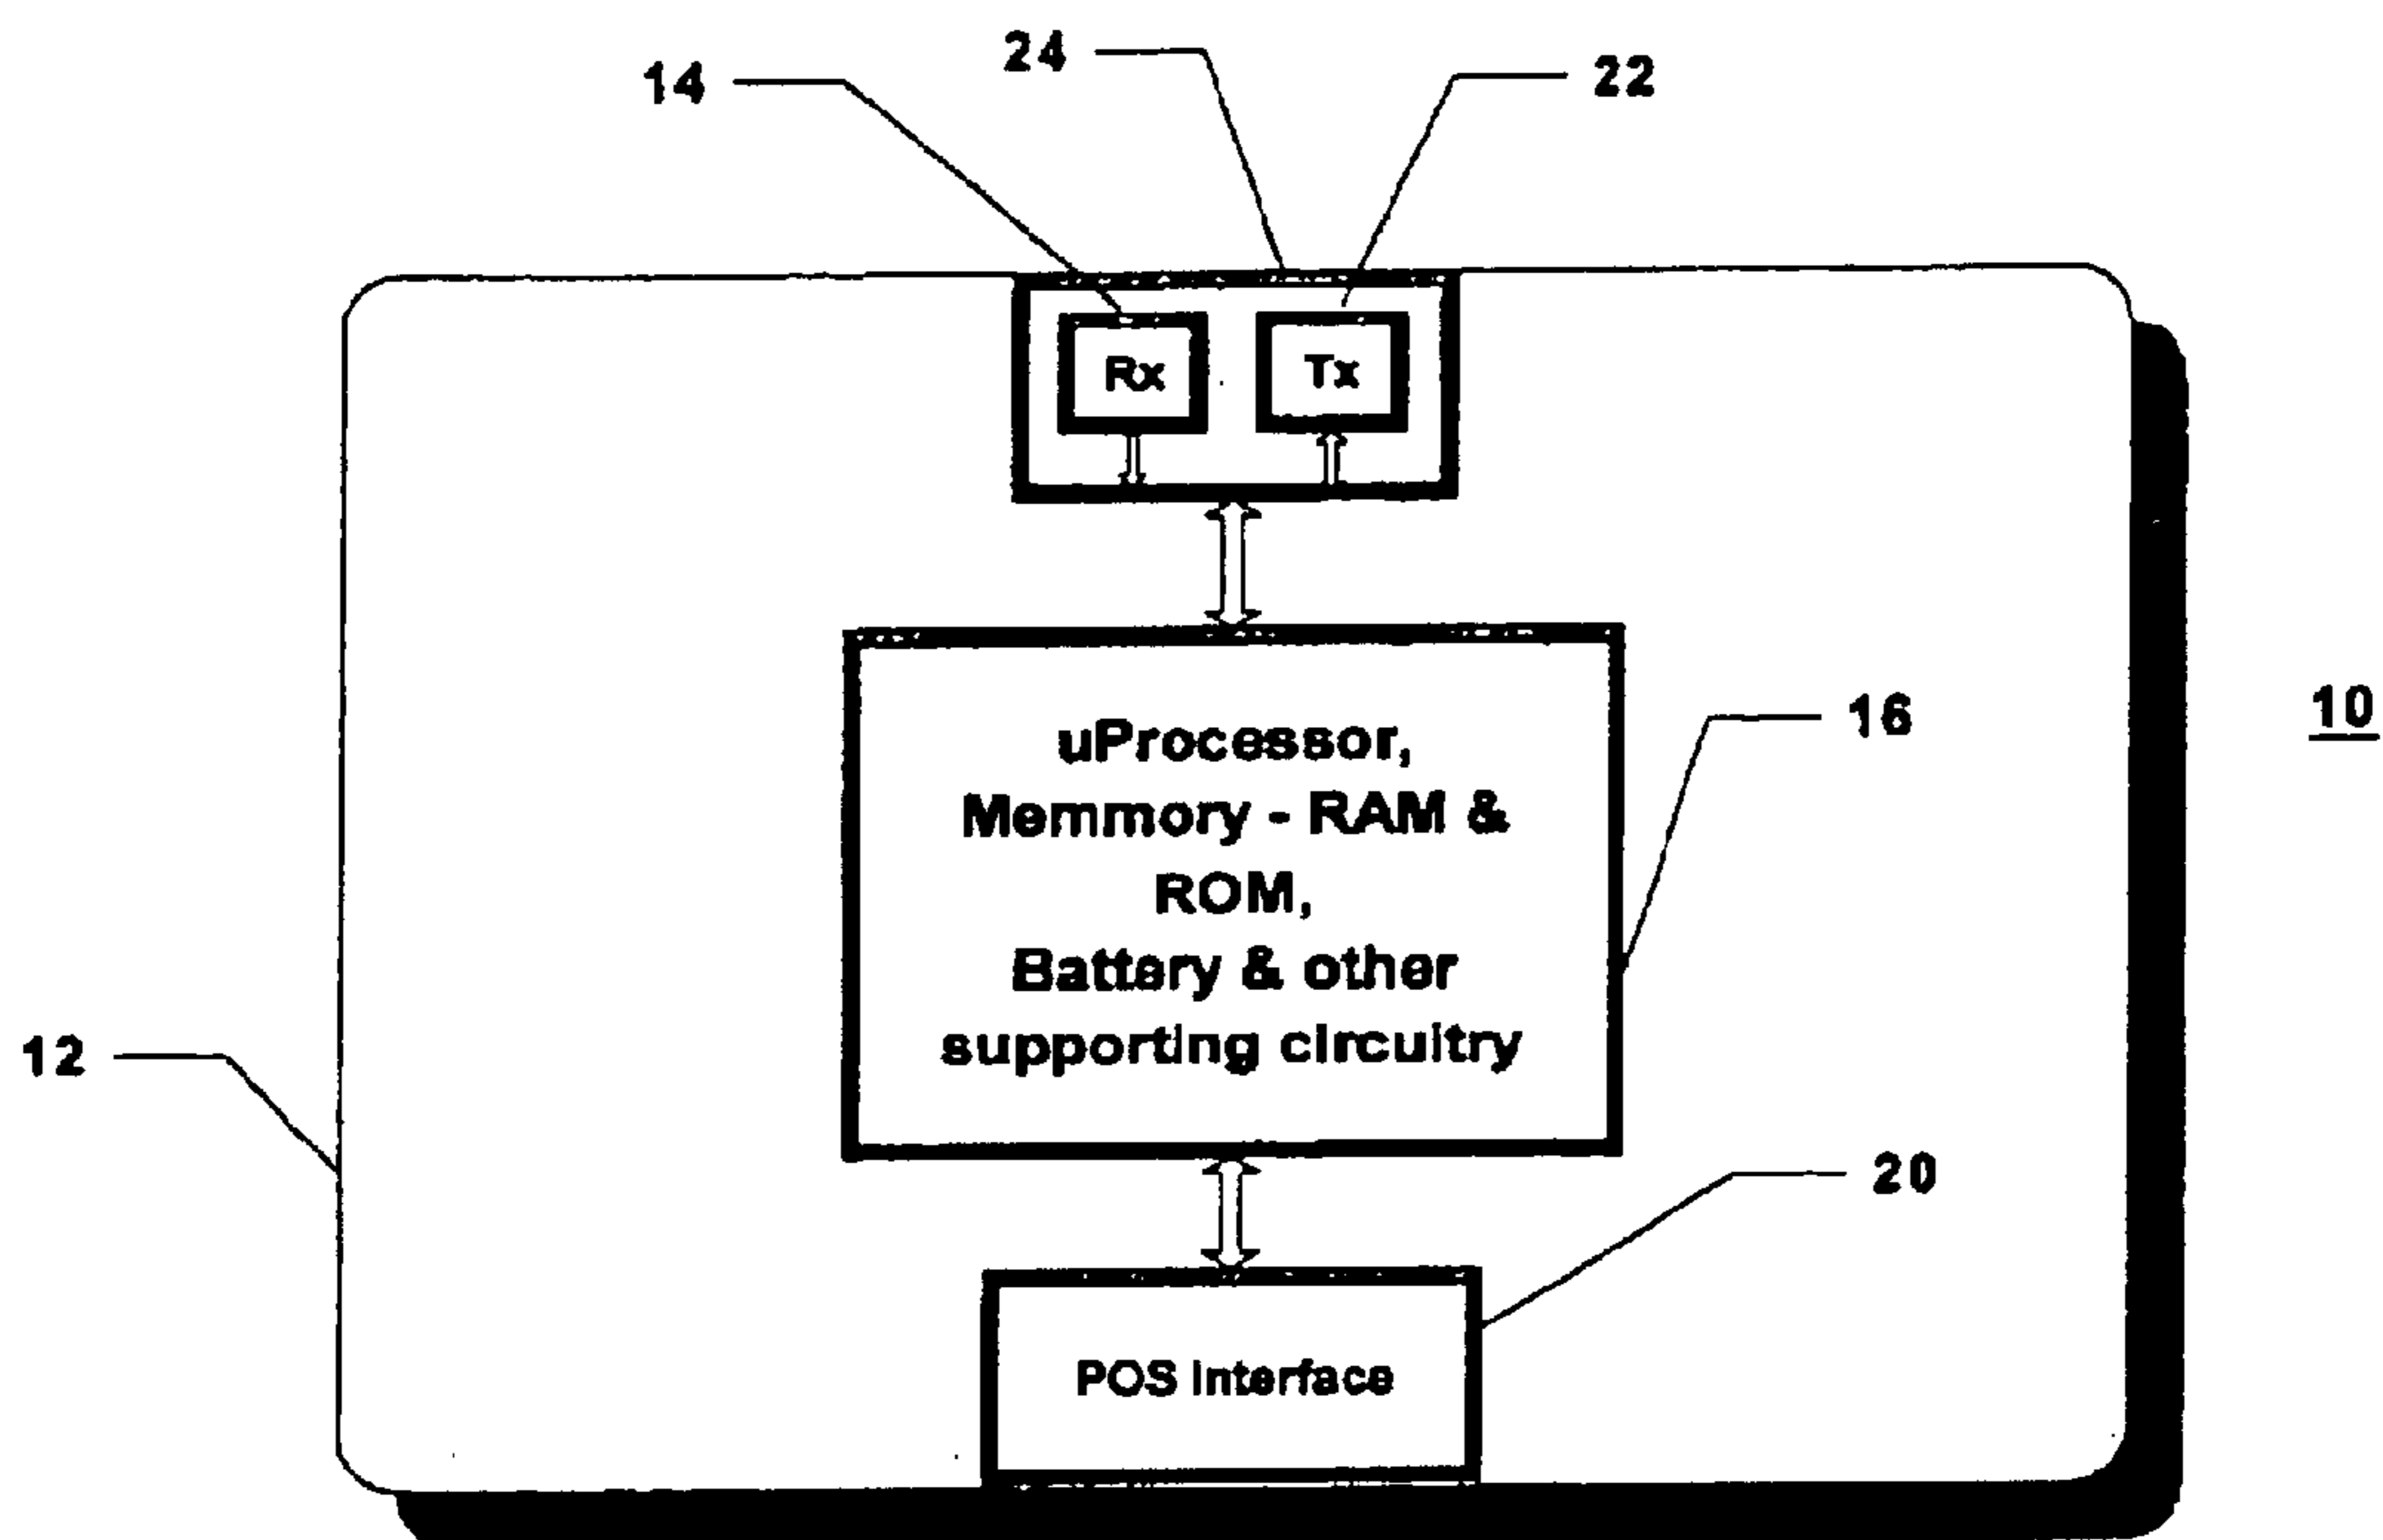 24
14
22
Rx
Tx
uProcessor,
Memmory - RAM &
ROM,
Battery & other
supporting circuitry
16
10
12
20
POS Interface